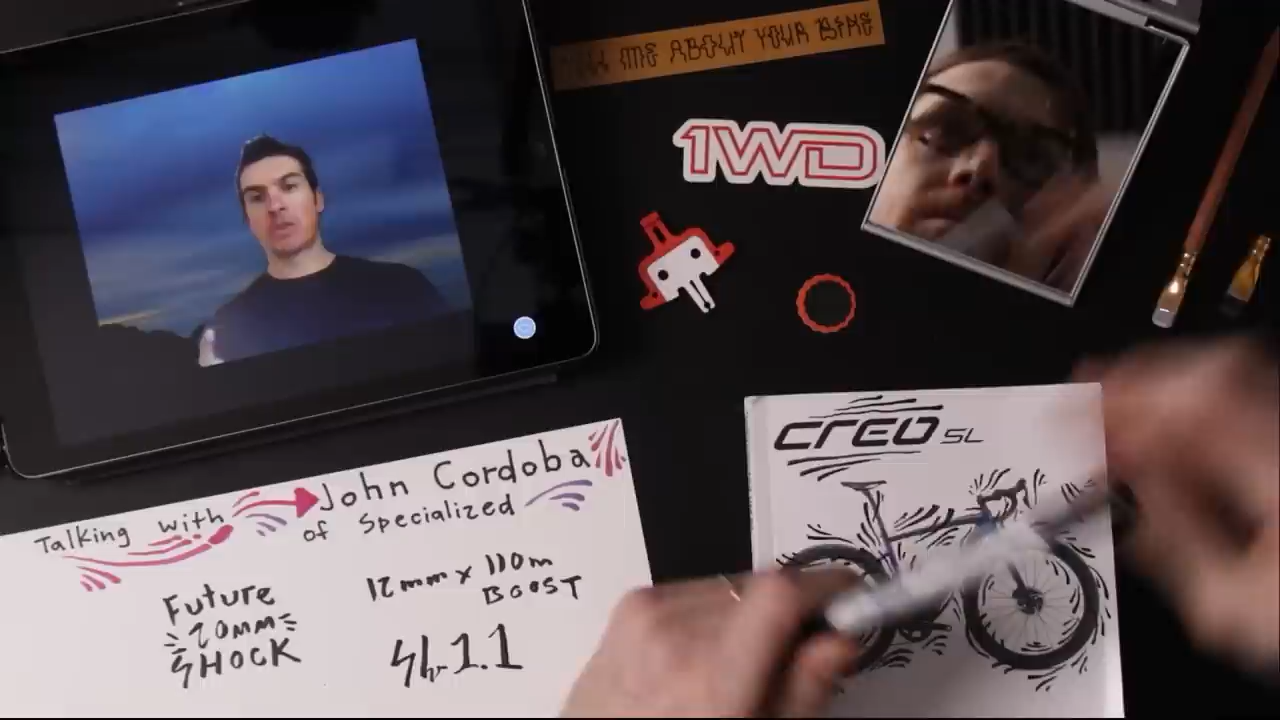 ME ABOUT YOUR BIKE
1WD
CREO SL
Talking with John Cordoba
of Specialized
Future
20mm
SHOCK
12mm x 110m
BOOST
SL 1.1